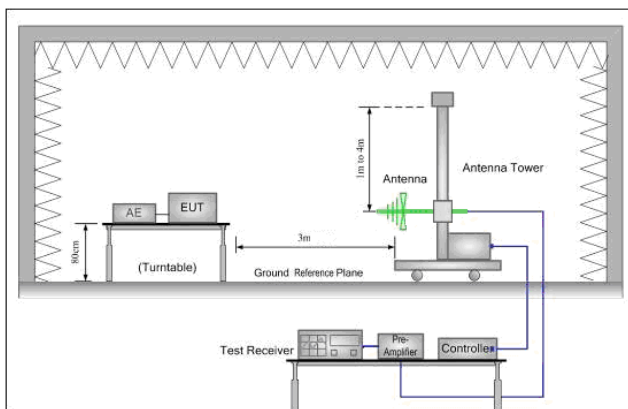 1m to 4m
Antenna Tower
Antenna
AE
EUT
3m
80cm
(Turntable)
Ground Reference Plane
Test Receiver
Pre-
Amplifier
Controller